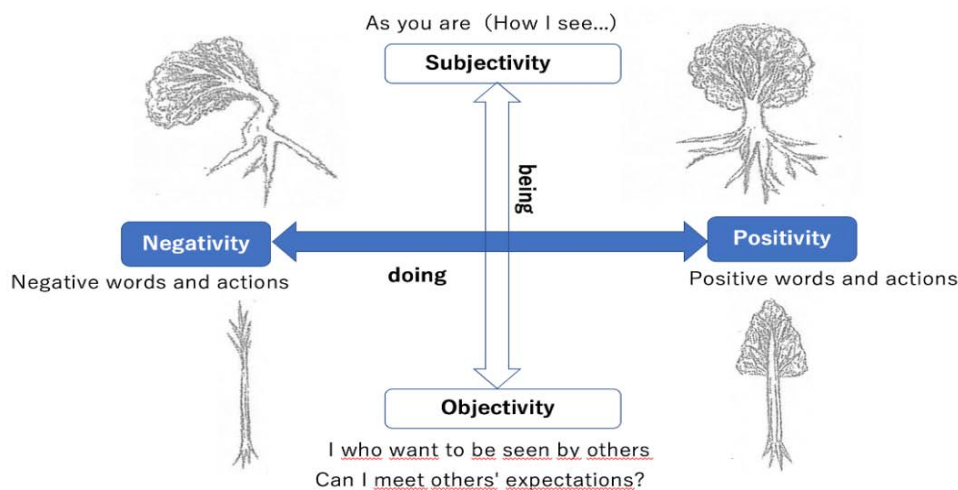 As you are (How I see...)
Subjectivity
being
Negativity
Positivity
doing
Negative words and actions
Positive words and actions
Objectivity
I who want to be seen by others
Can I meet others' expectations?